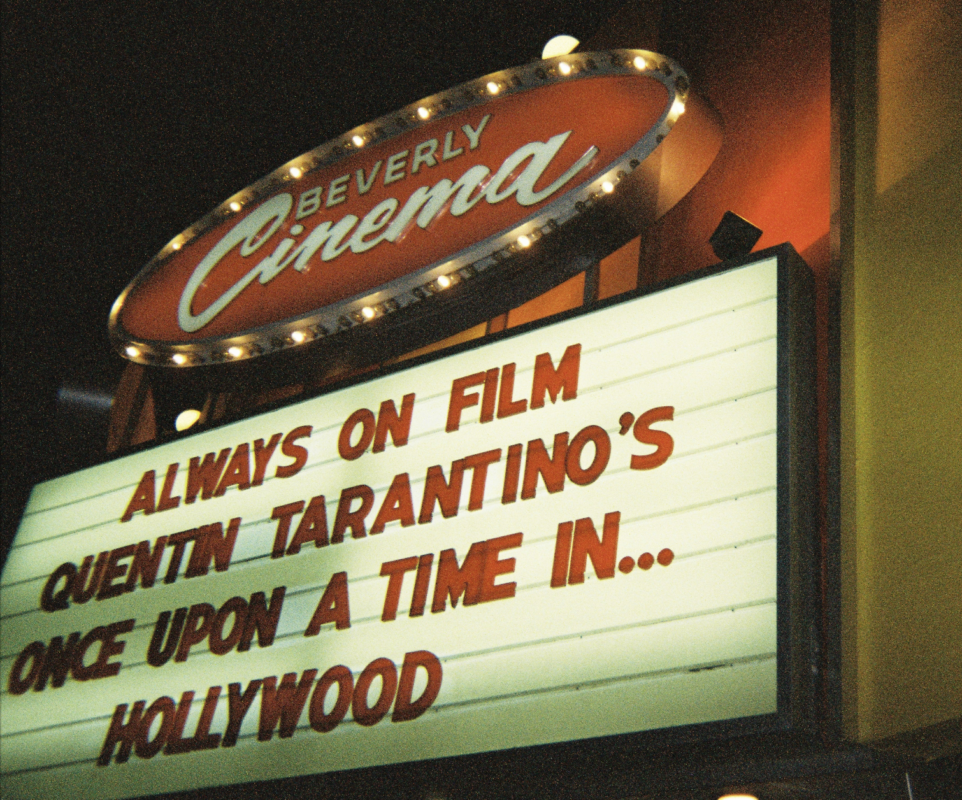 BEVERLY
Cinema
ALWAYS ON FILM
QUENTIN TARANTINO'S
ONCE UPON A TIME IN...
HOLLYWOOD